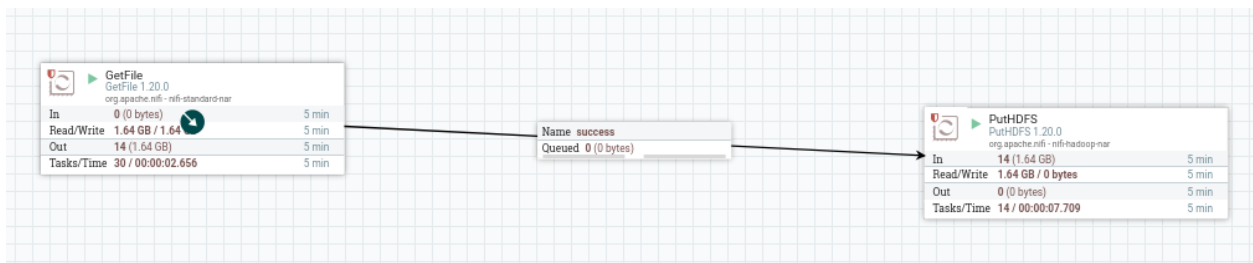 GetFile
GetFile 1.20.0
org.apache.nifi - nifi-standard-nar
In 0 (0 bytes) 5 min
Read/Write 1.64 GB / 1.64 5 min
Out 14 (1.64 GB) 5 min
Tasks/Time 30 / 00:00:02.656 5 min
Name success
Queued 0 (0 bytes)
PutHDFS
PutHDFS 1.20.0
org.apache.nifi - nifi-hadoop-nar
In 14 (1.64 GB) 5 min
Read/Write 1.64 GB / 0 bytes 5 min
Out 0 (0 bytes) 5 min
Tasks/Time 14 / 00:00:07.709 5 min